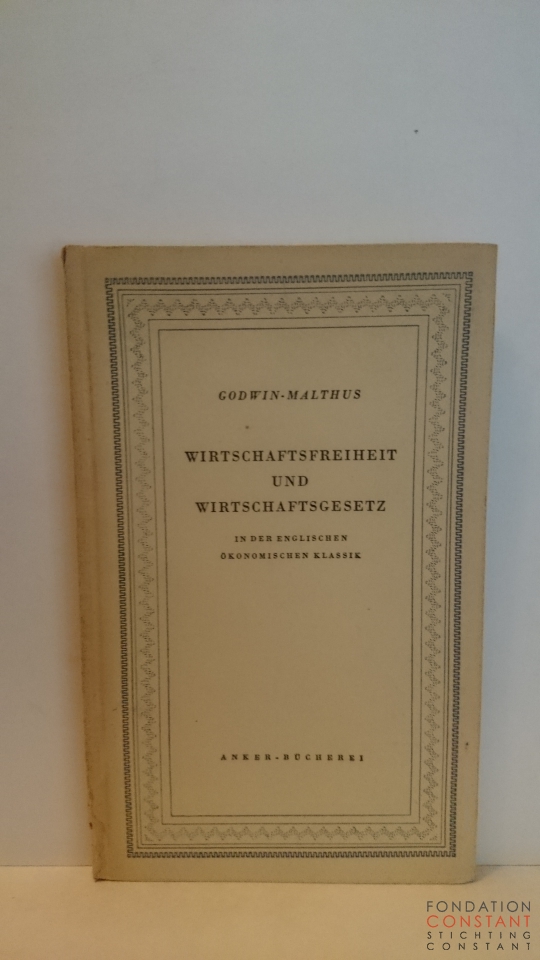 GODWIN-MALTHUS
WIRTSCHAFTSFREIHEIT
UND
WIRTSCHAFTSGESETZ
IN DER ENGLISCHEN
ÖKONOMISCHEN KLASSIK
ANKER-BÜCHEREI
FONDATION
CONSTANT
STICHTING
CONSTANT